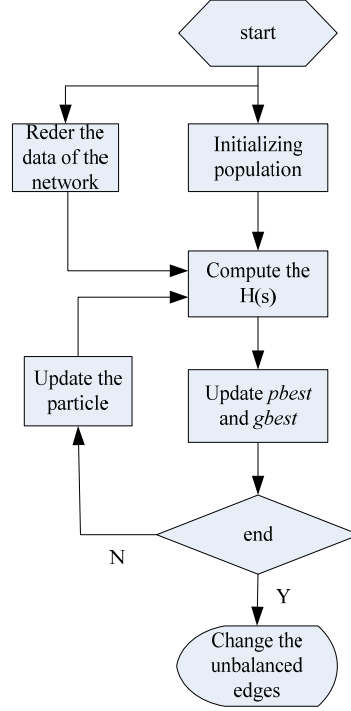 start
Reder the
data of the
network
Initializing
population
Compute the
H(s)
Update the
particle
Update pbest
and gbest
end
N
Y
Change the
unbalanced
edges